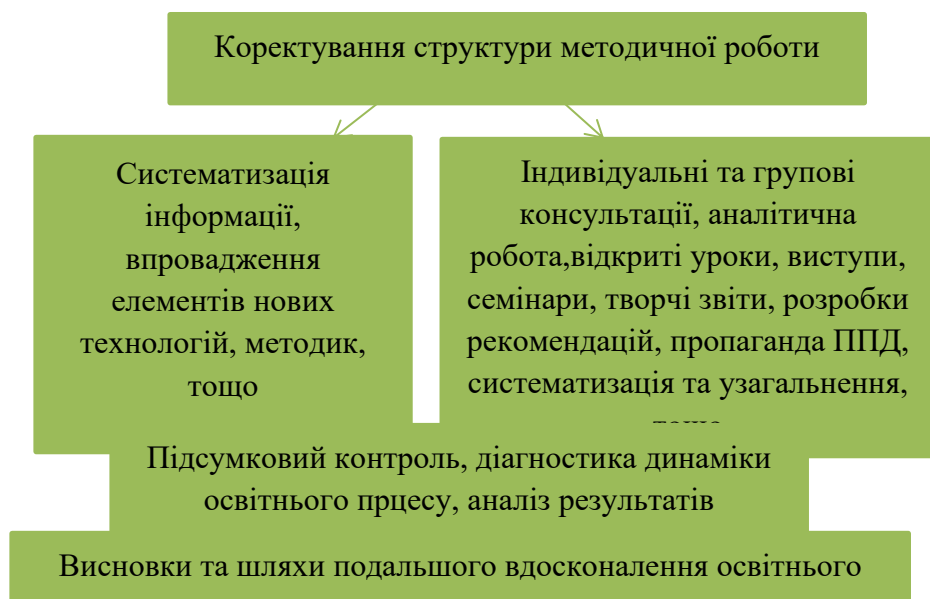 Коректування структури методичної роботи
Систематизація
інформації,
впровадження
елементів нових
технологій, методик,
тощо
Індивідуальні та групові
консультації, аналітична
робота,відкриті уроки, виступи,
семінари, творчі звіти, розробки
рекомендацій, пропаганда ППД,
систематизація та узагальнення,
Підсумковий контроль, діагностика динаміки
освітнього прцесу, аналіз результатів
Висновки та шляхи подальшого вдосконалення освітнього